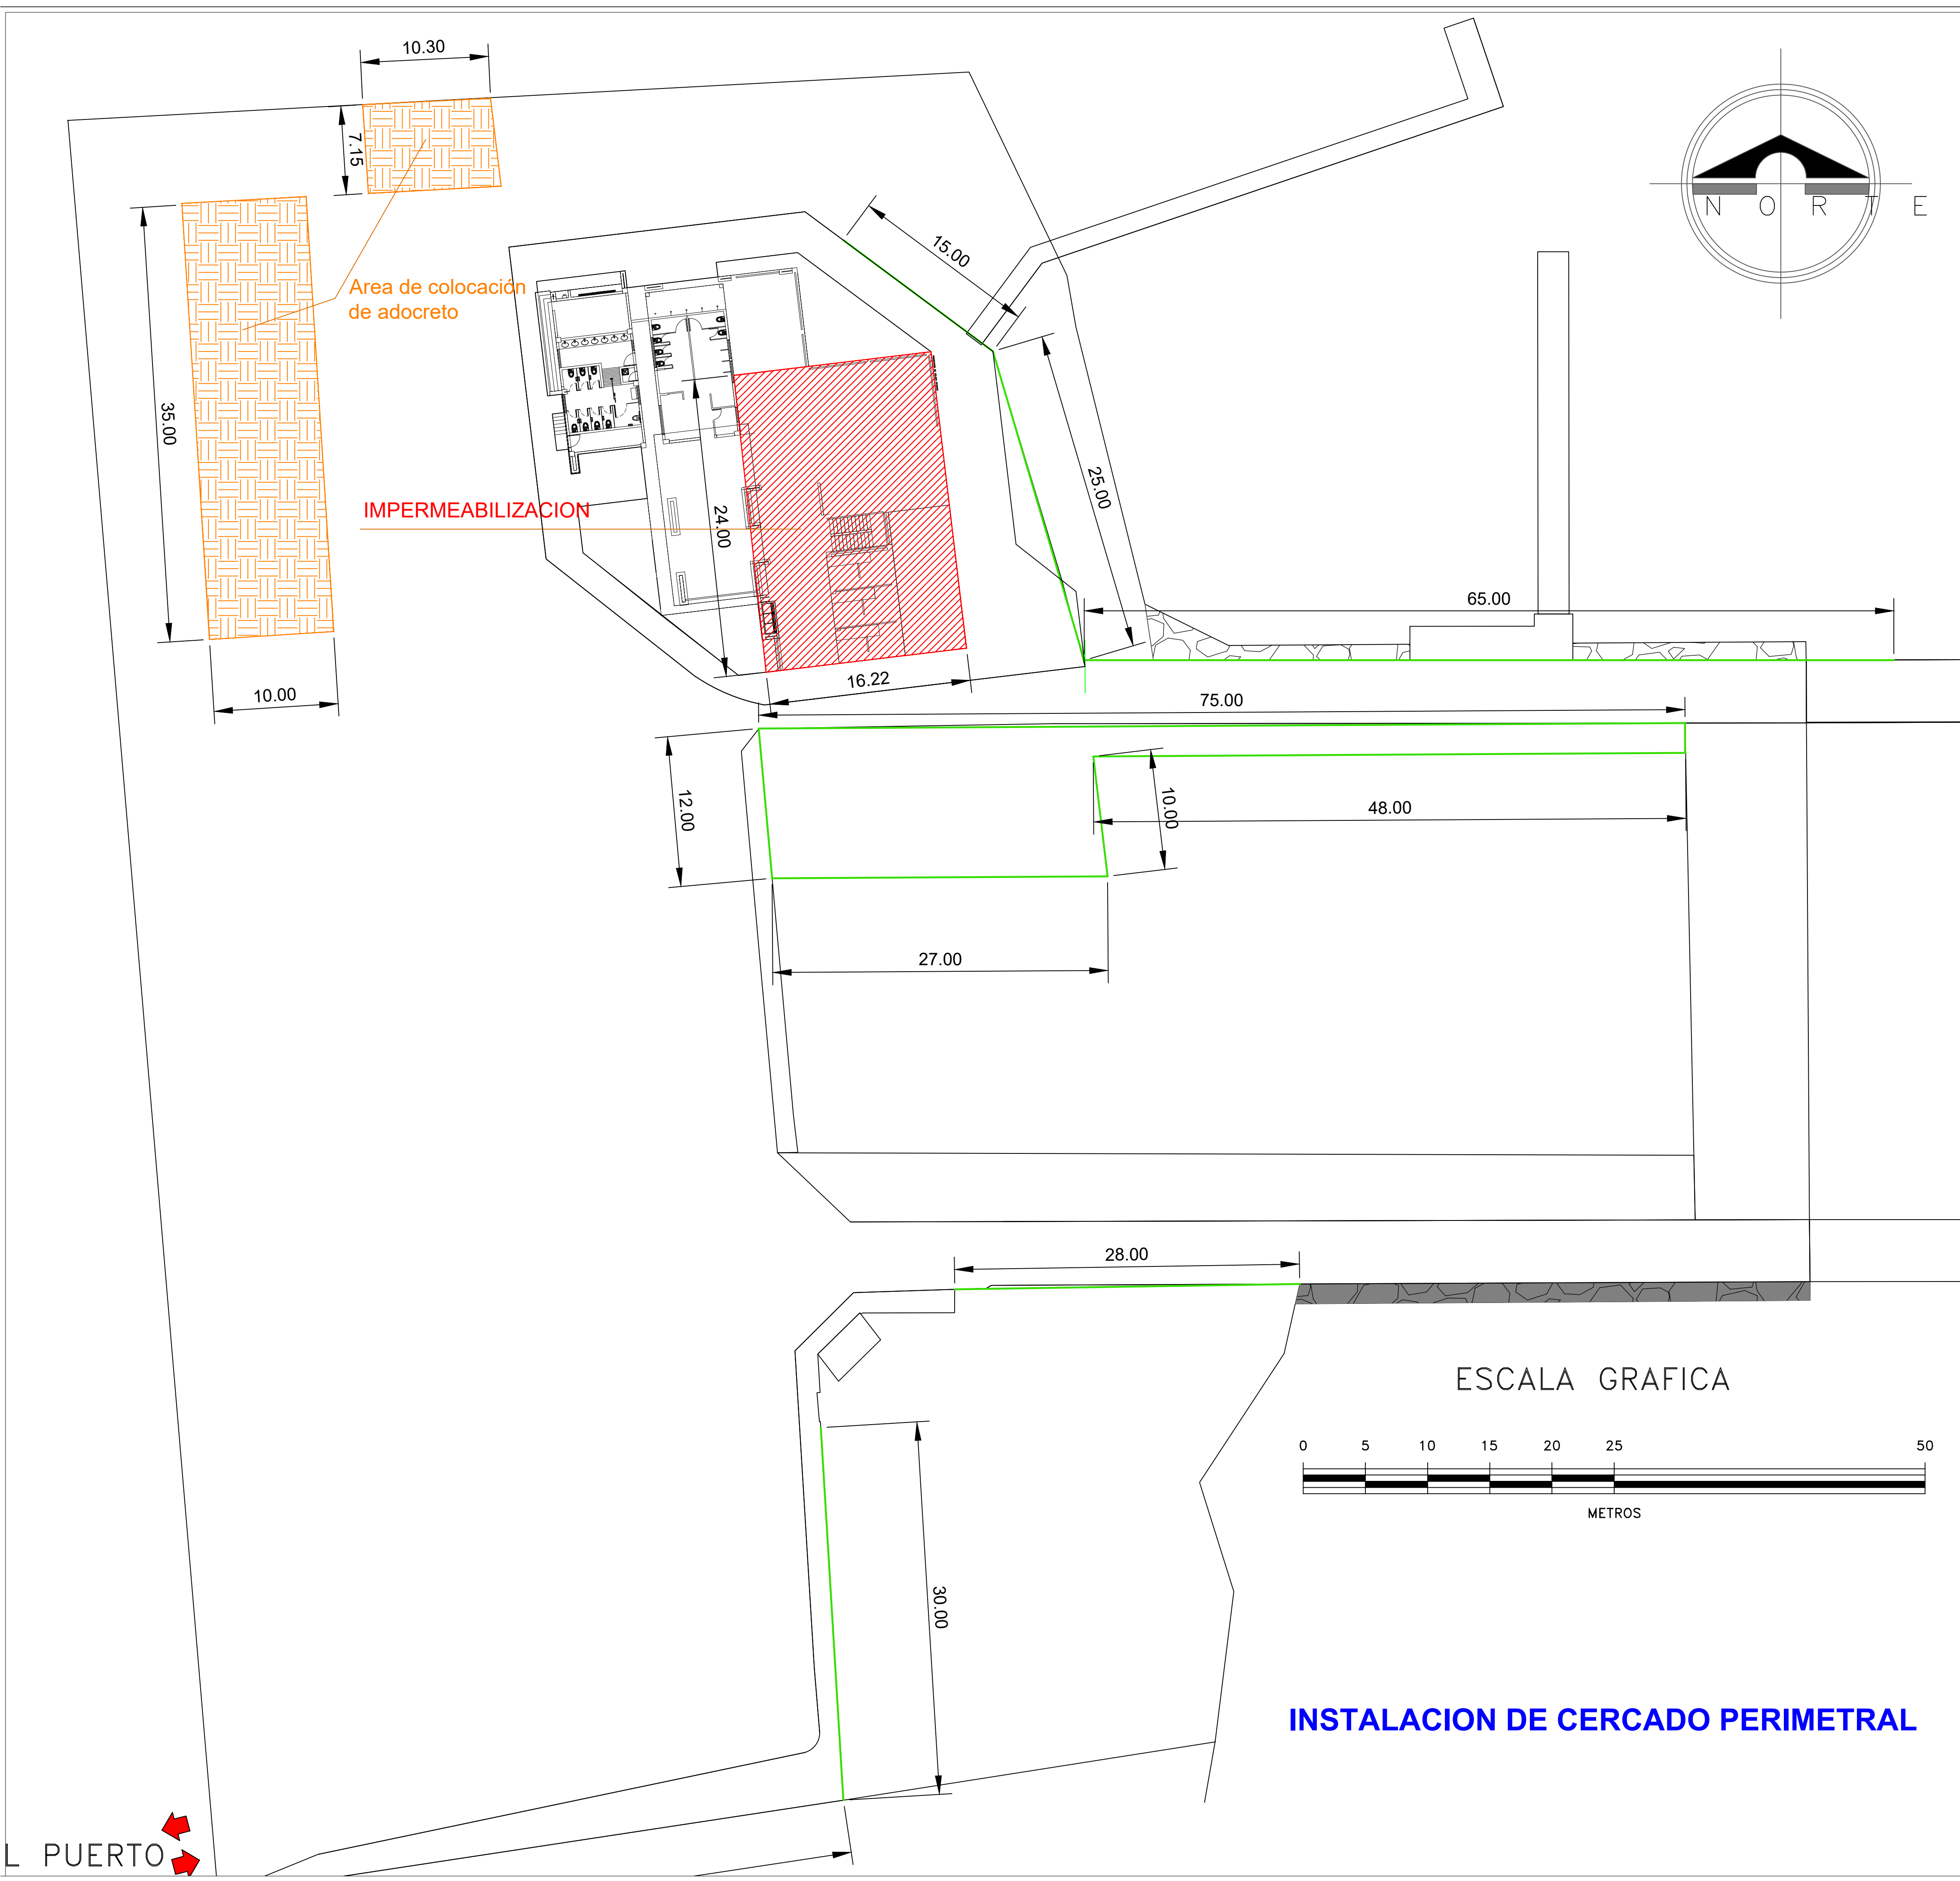 10.30
7.15
N O R T E
15.00
Area de colocación
de adocreto
35.00
25.00
IMPERMEABILIZACION
24.00
65.00
16.22
10.00
75.00
12.00
10.00
48.00
27.00
28.00
ESCALA GRAFICA
0 5 10 15 20 25 50
METROS
30.00
INSTALACION DE CERCADO PERIMETRAL
L PUERTO